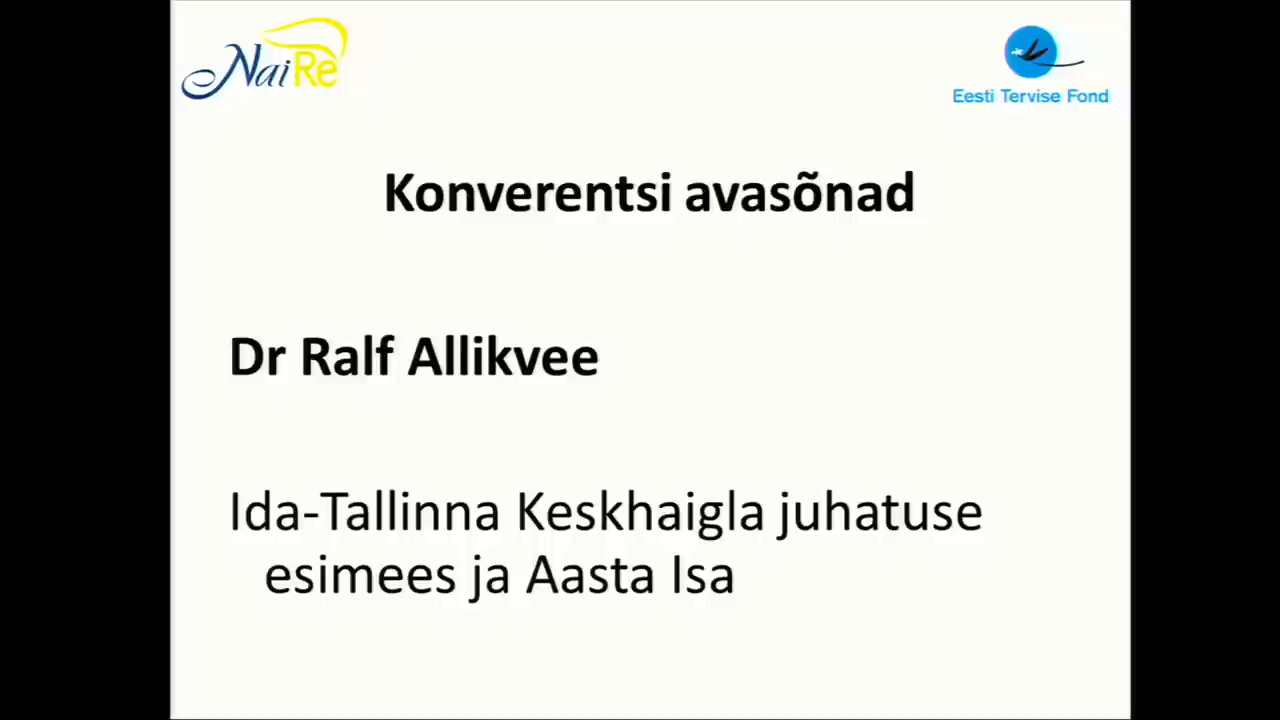 NaiRe
Eesti Tervise Fond
Konverentsi avasõnad
Dr Ralf Allikvee
Ida-Tallinna Keskhaigla juhatuse
esimees ja Aasta Isa